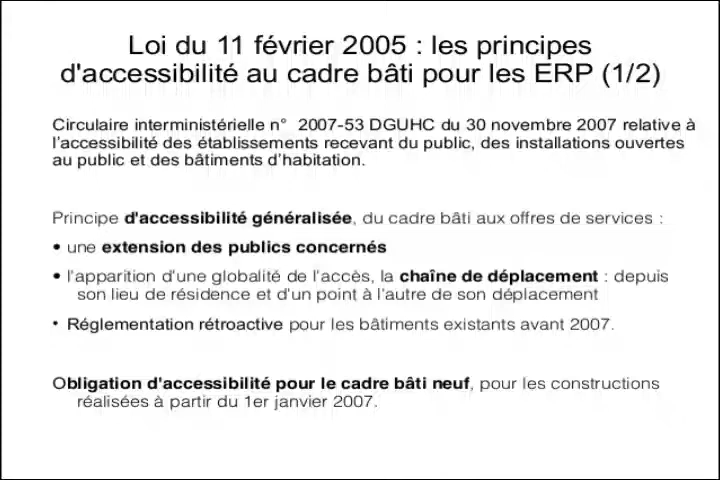 Loi du 11 février 2005 : les principes
d'accessibilité au cadre bâti pour les ERP (1/2)
Circulaire interministérielle n° 2007-53 DGUHC du 30 novembre 2007 relative à
l'accessibilité des établissements recevant du public, des installations ouvertes
au public et des bâtiments d'habitation.
Principe d'accessibilité généralisée, du cadre bâti aux offres de services :
• une extension des publics concernés
• l'apparition d'une globalité de l'accès, la chaîne de déplacement : depuis
son lieu de résidence et d'un point à l'autre de son déplacement
• Réglementation rétroactive pour les bâtiments existants avant 2007.
Obligation d'accessibilité pour le cadre bâti neuf, pour les constructions
réalisées à partir du 1er janvier 2007.